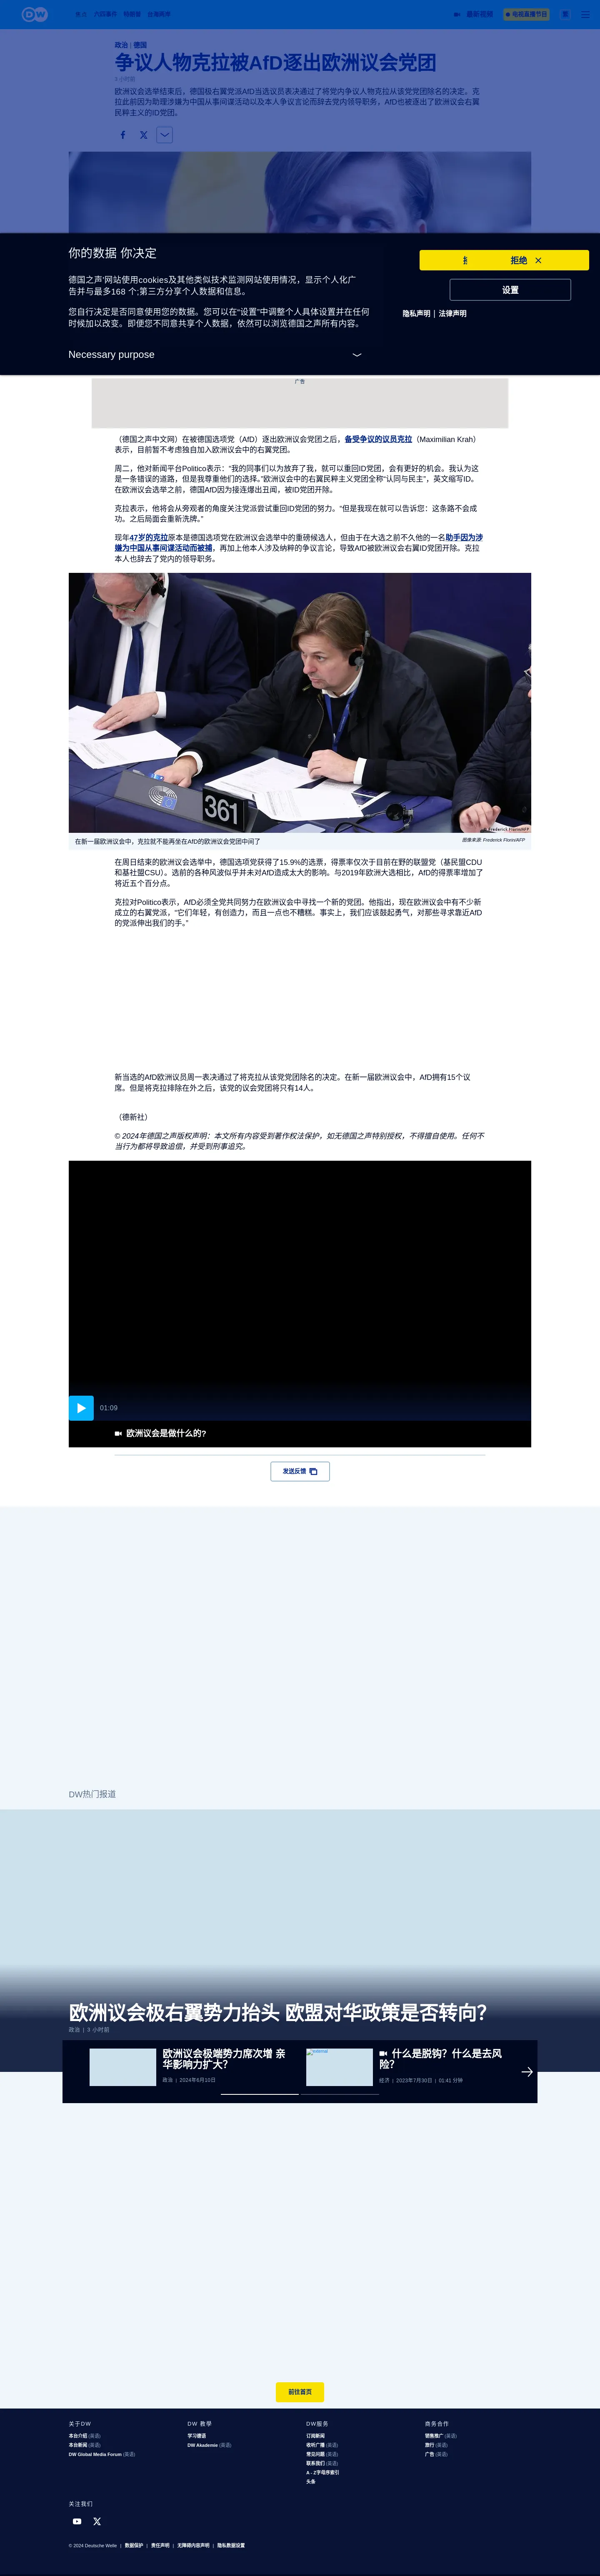 DW
最新视频
电视直播节目
政治 | 德国
争议人物克拉被AfD逐出欧洲议会党团
3 小时前
欧洲议会选举结束后，德国极右翼党派AfD当选议员表决通过了将党内争议人物克拉从该党党团除名的决定。克
拉此前因为助理涉嫌为中国从事间谍活动以及本人争议言论而辞去党内领导职务，AfD也被逐出了欧洲议会右翼
民粹主义的ID党团。
你的数据 你决定
拒绝
德国之声'网站使用cookies及其他类似技术监测网站使用情况，显示个人化广
告并与最多168 个;第三方分享个人数据和信息。
设置
隐私声明 | 法律声明
您自行决定是否同意使用您的数据。您可以在“设置”中调整个人具体设置并在任何
时候加以改变。即便您不同意共享个人数据，依然可以浏览德国之声所有内容。
Necessary purpose
广告
（德国之声中文网）在被德国选项党（AfD）逐出欧洲议会党团之后，备受争议的议员克拉（Maximilian Krah）
表示，目前暂不考虑独自加入欧洲议会中的右翼党团。
周二，他对新闻平台Politico表示：“我的同事们以为放弃了我，就可以重回ID党团，会有更好的机会。我认为这
是一条错误的道路，但是我尊重他们的选择。”欧洲议会中的右翼民粹主义党团全称“认同与民主”，英文缩写ID。
在欧洲议会选举之前，德国AfD因为接连爆出丑闻，被ID党团开除。
克拉表示，他将会从旁观者的角度关注党派尝试重回ID党团的努力。“但是我现在就可以告诉您：这条路不会成
功。之后局面会重新洗牌。”
现年47岁的克拉原本是德国选项党在欧洲议会选举中的重磅候选人，但由于在大选之前不久他的一名助手因为涉
嫌为中国从事间谍活动而被捕，再加上他本人涉及纳粹的争议言论，导致AfD被欧洲议会右翼ID党团开除。克拉
本人也辞去了党内的领导职务。
361
在新一届欧洲议会中，克拉就不能再坐在AfD的欧洲议会党团中间了
图像来源: Frederick Florin/AFP
在周日结束的欧洲议会选举中，德国选项党获得了15.9%的选票，得票率仅次于目前在野的联盟党（基民盟CDU
和基社盟CSU）。选前的各种风波似乎并未对AfD造成太大的影响。与2019年欧洲大选相比，AfD的得票率增加了
将近五个百分点。
克拉对Politico表示，AfD必须全党共同努力在欧洲议会中寻找一个新的党团。他指出，现在欧洲议会中有不少新
成立的右翼党派，“它们年轻，有创造力，而且一点也不糟糕。事实上，我们应该鼓起勇气，对那些寻求靠近AfD
的党派伸出我们的手。”
新当选的AfD欧洲议员周一表决通过了将克拉从该党党团除名的决定。在新一届欧洲议会中，AfD拥有15个议
席。但是将克拉排除在外之后，该党的议会党团将只有14人。
（德新社）
© 2024年德国之声版权声明：本文所有内容受到著作权法保护，如无德国之声特别授权，不得擅自使用。任何不
当行为都将导致追偿，并受到刑事追究。
01:09
欧洲议会是做什么的?
发送反馈
DW热门报道
欧洲议会极右翼势力抬头 欧盟对华政策是否转向?
政治 | 3 小时前
欧洲议会极端势力席次增 亲
华影响力扩大?
政治 | 2024年6月10日
什么是脱钩？什么是去风
险?
经济 | 2023年7月30日 | 01:41 分钟
前往首页
关于DW
本台介绍 (英语)
本台新闻 (英语)
DW Global Media Forum (英语)
DW 教學
学习德语
DW Akademie (英语)
DW服务
订阅新闻
收听广播 (英语)
常见问题 (英语)
联系我们 (英语)
A - Z字母序索引
头条
商务合作
销售推广 (英语)
旅行 (英语)
广告 (英语)
关注我们
© 2024 Deutsche Welle | 数据保护 | 责任声明 | 无障碍内容声明 | 隐私数据设置